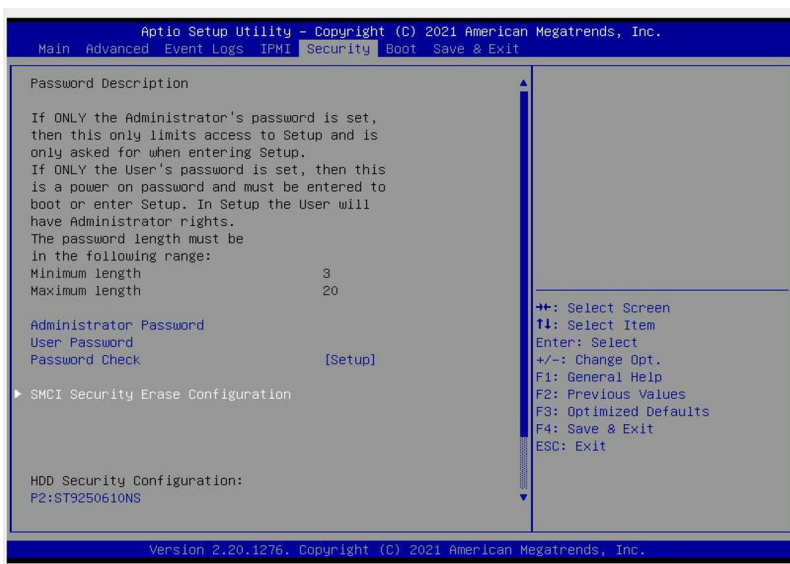 Aptio Setup Utility – Copyright (C) 2021 American Megatrends, Inc.
Main Advanced Event Logs IPMI Security Boot Save & Exit
Password Description
If ONLY the Administrator's password is set,
then this only limits access to Setup and is
only asked for when entering Setup.
If ONLY the User's password is set, then this
is a power on password and must be entered to
boot or enter Setup. In Setup the User will
have Administrator rights.
The password length must be
in the following range:
Minimum length 3
Maximum length 20
Administrator Password
User Password
Password Check [Setup]
SMCI Security Erase Configuration
HDD Security Configuration:
P2:ST9250610NS
→←: Select Screen
↑↓: Select Item
Enter: Select
+/-: Change Opt.
F1: General Help
F2: Previous Values
F3: Optimized Defaults
F4: Save & Exit
ESC: Exit
Version 2.20.1276. Copyright (C) 2021 American Megatrends, Inc.